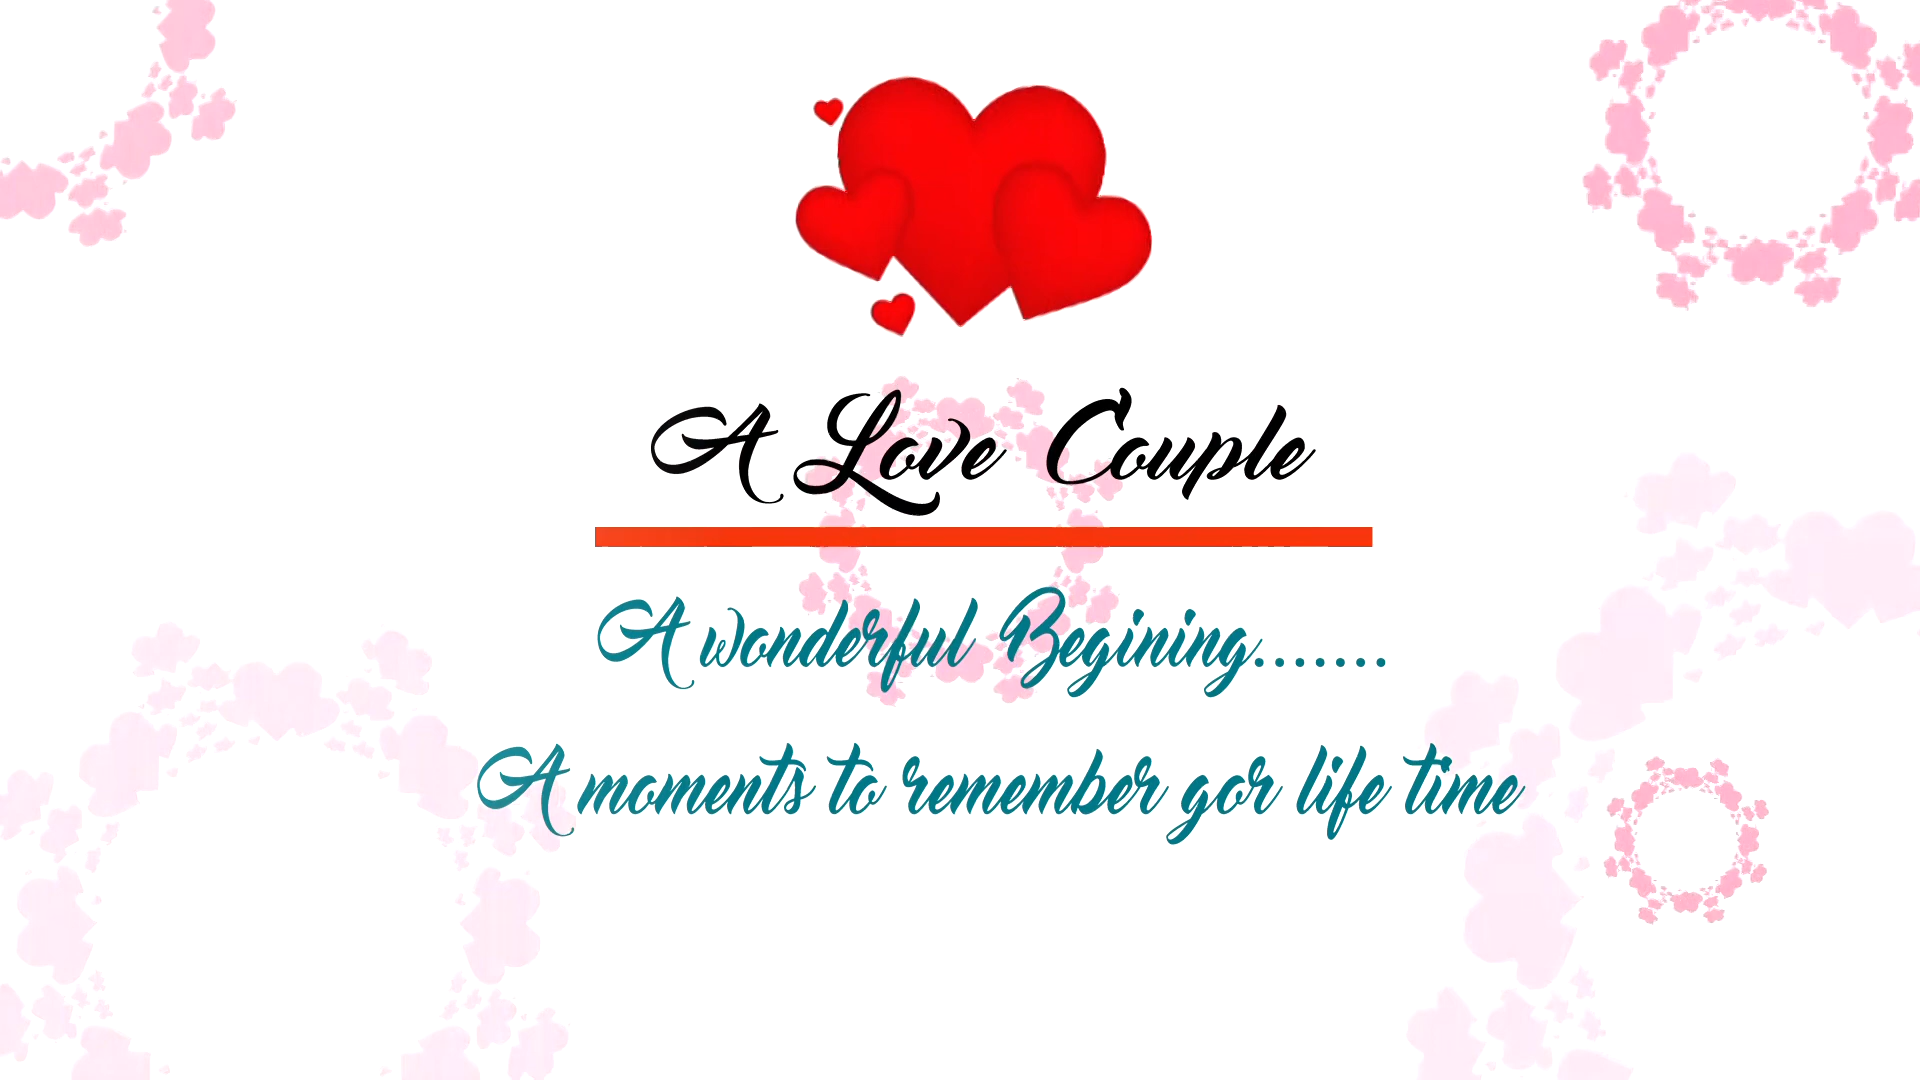 A Love Couple
A wonderful Begining.......
A moments to remember gor life time